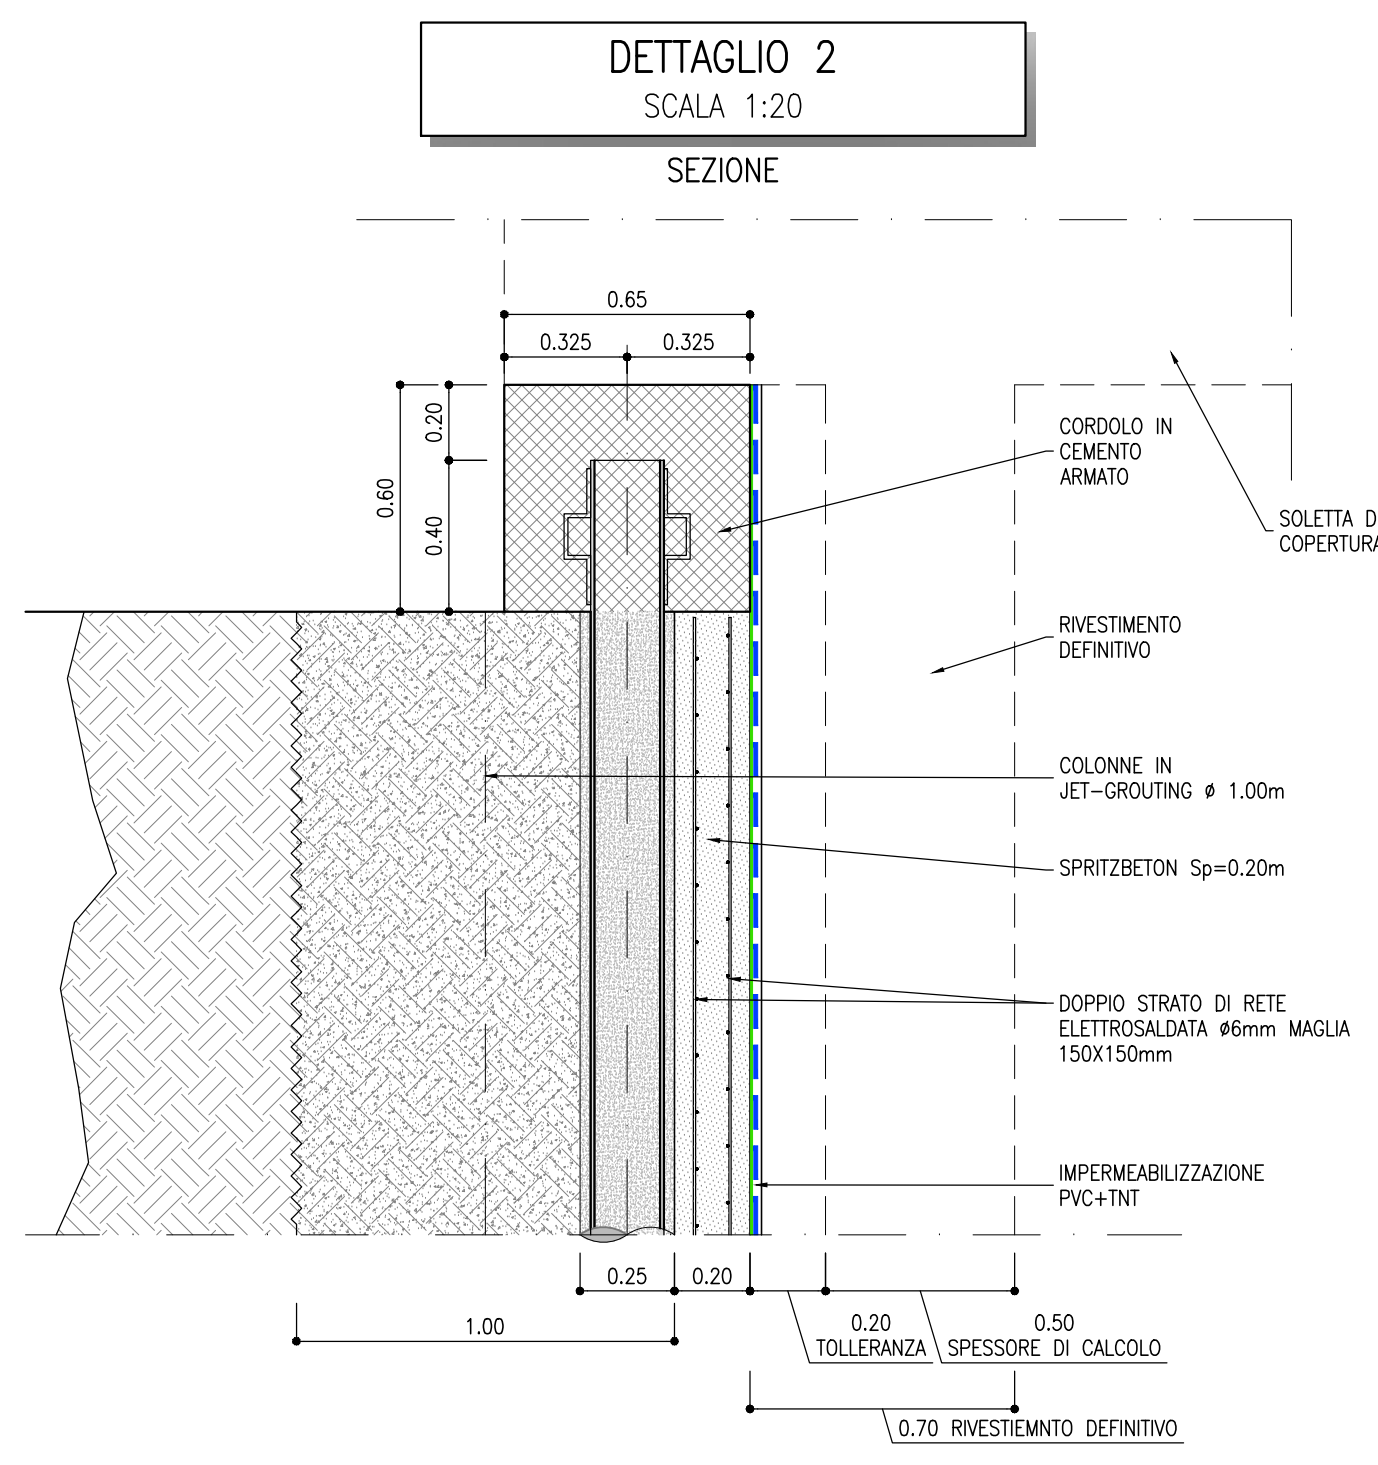 DETTAGLIO 2
SCALA 1:20
SEZIONE
0.65
0.325
0.325
0.20
0.60
0.40
CORDOLO IN
CEMENTO
ARMATO
SOLETTA D
COPERTURA
RIVESTIMENTO
DEFINITIVO
COLONNE IN
JET-GROUTING Ø 1.00m
SPRITZBETON Sp=0.20m
DOPPIO STRATO DI RETE
ELETTROSALDATA Ø6mm MAGLIA
150X150mm
IMPERMEABILIZZAZIONE
PVC+TNT
0.25
0.20
1.00
0.20
TOLLERANZA
0.50
SPESSORE DI CALCOLO
0.70 RIVESTIEMNTO DEFINITIVO